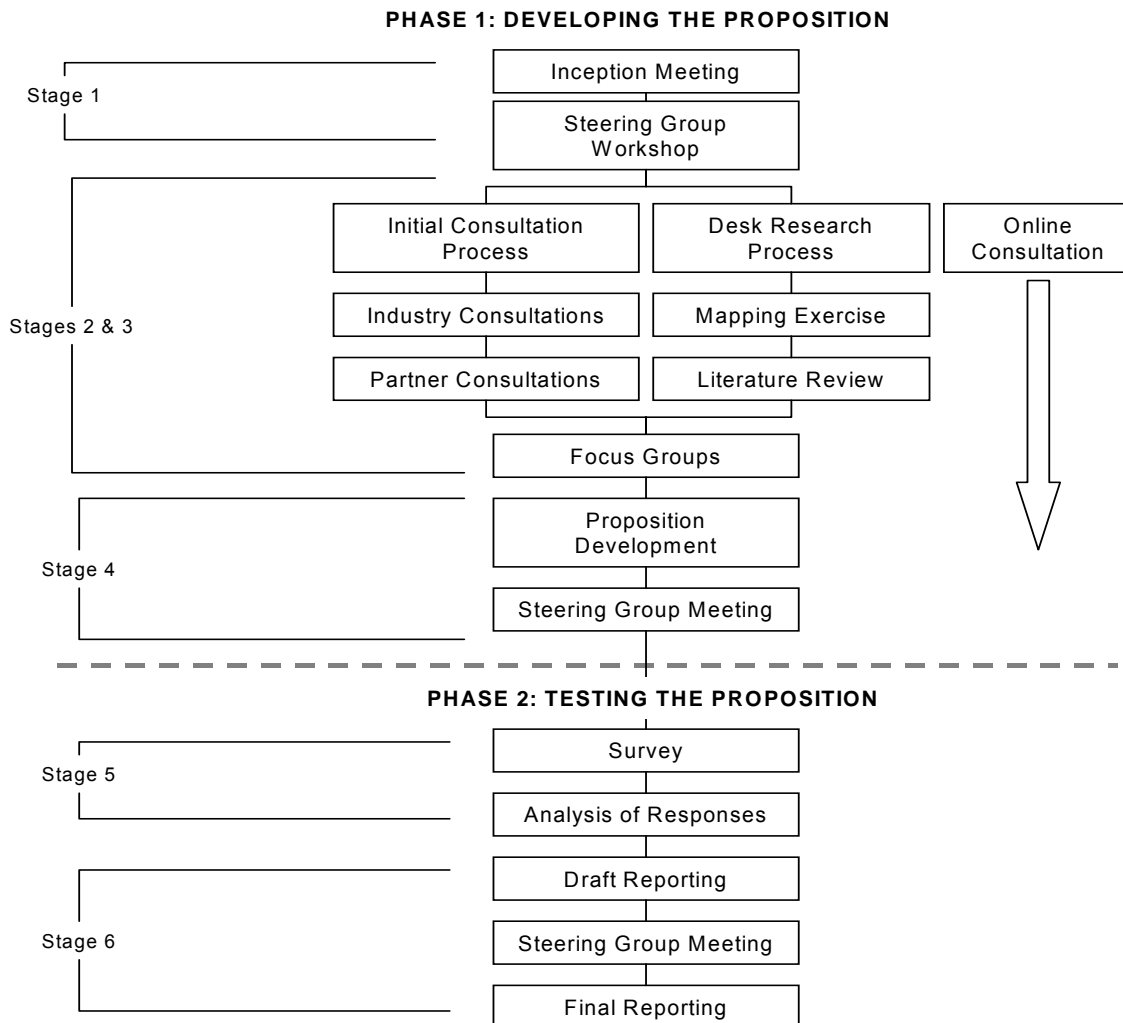 PHASE 1: DEVELOPING THE PROPOSITION
Inception Meeting
Stage 1
Steering Group
Workshop
Initial Consultation
Process
Desk Research
Process
Online
Consultation
Stages 2 & 3
Industry Consultations
Mapping Exercise
Partner Consultations
Literature Review
Focus Groups
Proposition
Development
Stage 4
Steering Group Meeting
PHASE 2: TESTING THE PROPOSITION
Survey
Stage 5
Analysis of Responses
Draft Reporting
Stage 6
Steering Group Meeting
Final Reporting